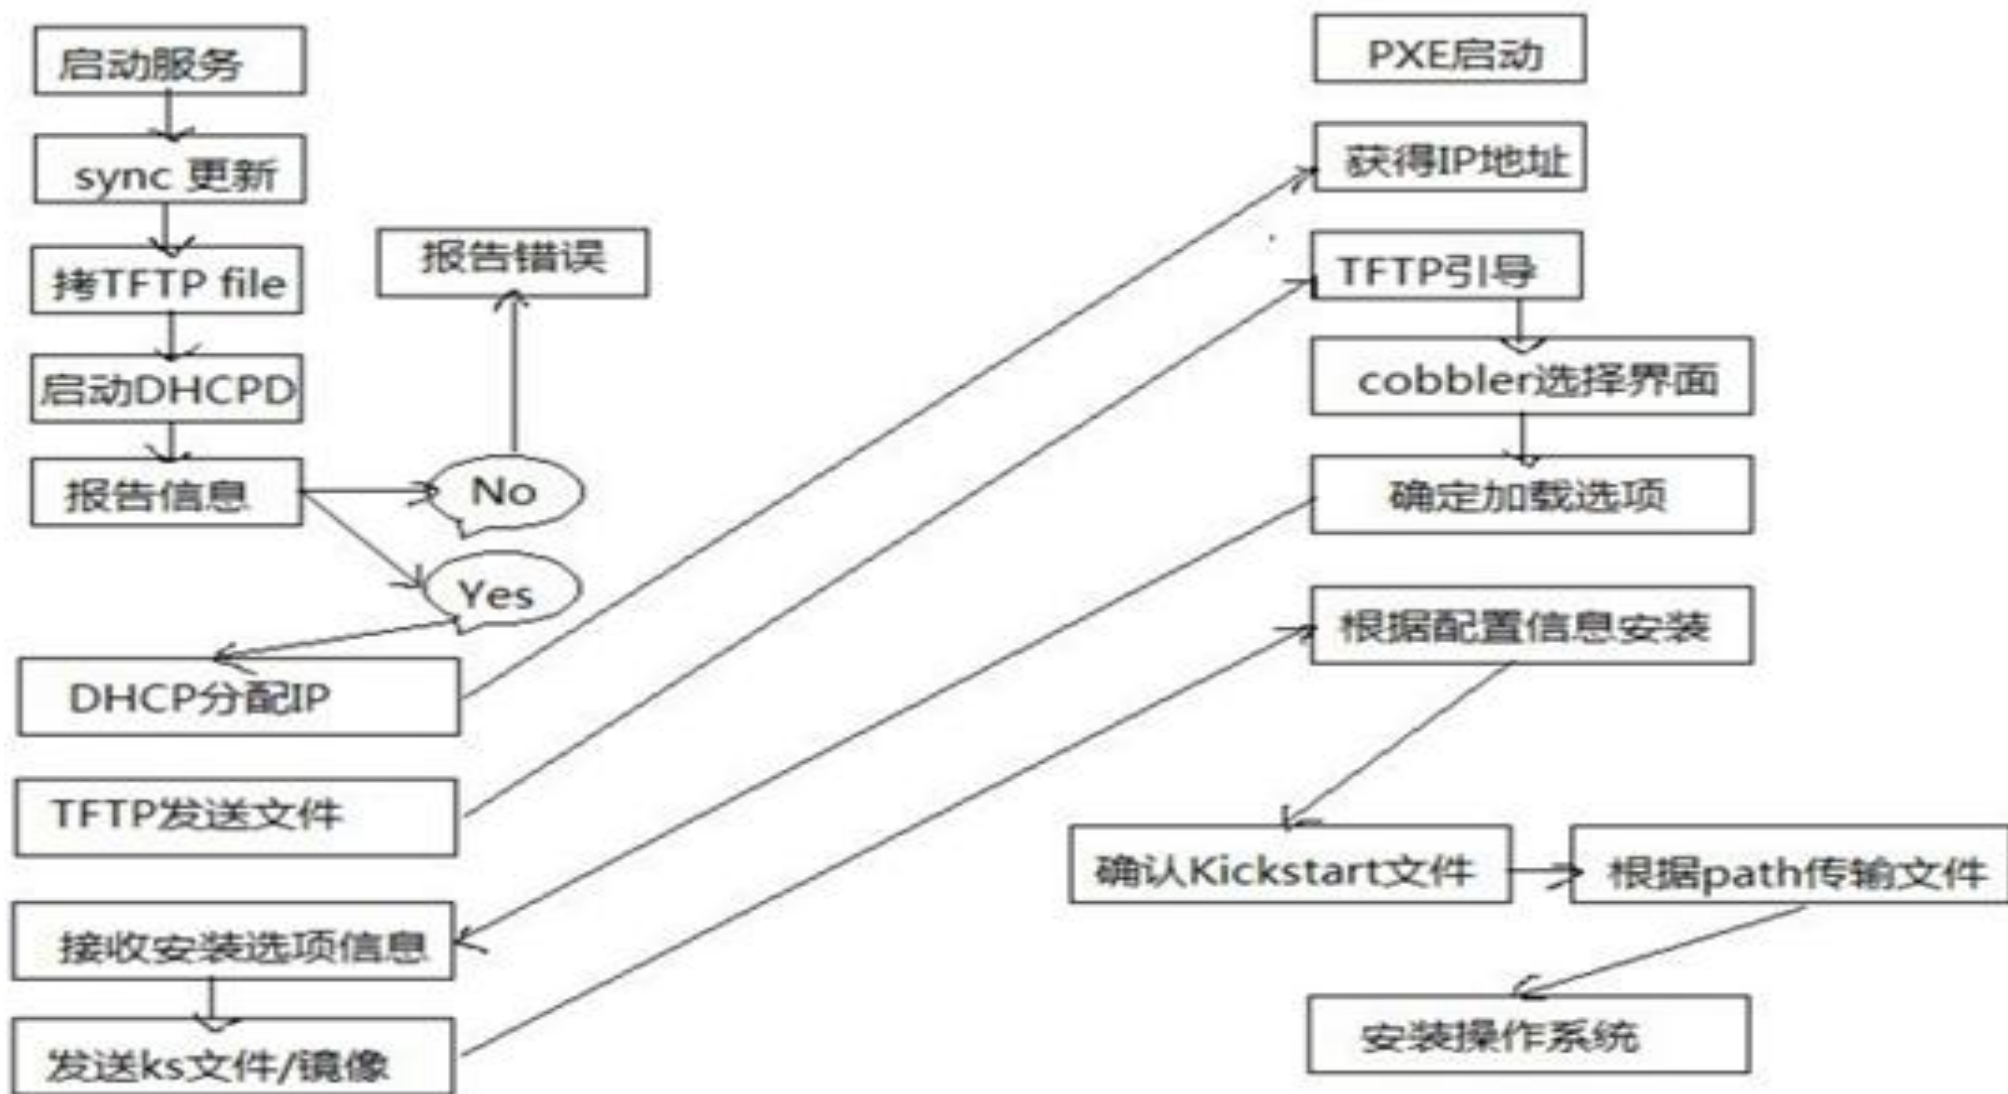 启动服务
sync 更新
拷TFTP file
启动DHCPD
报告信息
报告错误
No
Yes
DHCP分配IP
TFTP发送文件
接收安装选项信息
发送ks文件/镜像
PXE启动
获得IP地址
TFTP引导
cobbler选择界面
确定加载选项
根据配置信息安装
确认Kickstart文件
根据path传输文件
安装操作系统